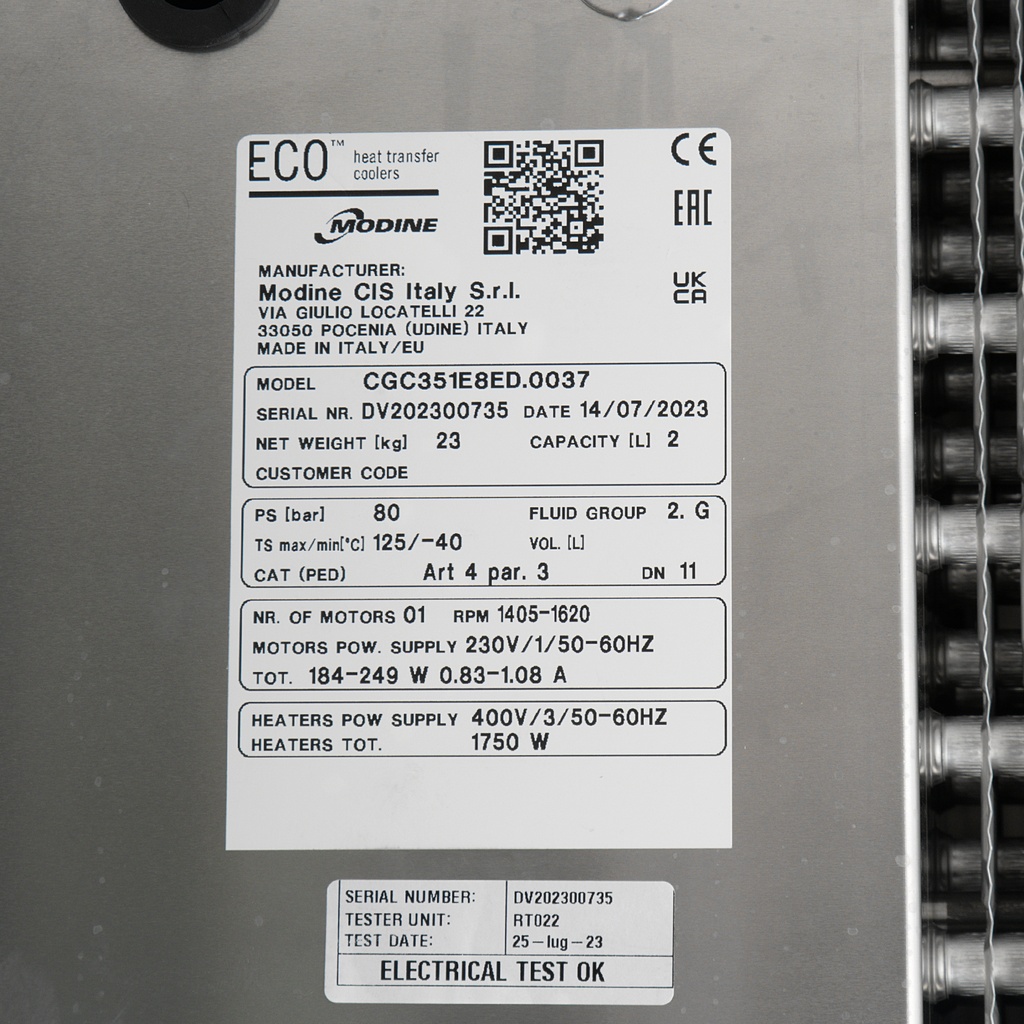 ECO™ heat transfer coolers
MODINE
CE
EAC
UK
CA
MANUFACTURER:
Modine CIS Italy S.r.l.
VIA GIULIO LOCATELLI 22
33050 POCENIA (UDINE) ITALY
MADE IN ITALY/EU
MODEL CGC351E8ED.0037
SERIAL NR. DV202300735 DATE 14/07/2023
NET WEIGHT [kg] 23 CAPACITY [L] 2
CUSTOMER CODE
PS [bar] 80 FLUID GROUP 2. G
TS max/min[°C] 125/-40 VOL. [L]
CAT (PED) Art 4 par. 3 DN 11
NR. OF MOTORS 01 RPM 1405-1620
MOTORS POW. SUPPLY 230V/1/50-60HZ
TOT. 184-249 W 0.83-1.08 A
HEATERS POW SUPPLY 400V/3/50-60HZ
HEATERS TOT. 1750 W
SERIAL NUMBER: DV202300735
TESTER UNIT: RT022
TEST DATE: 25-lug-23
ELECTRICAL TEST OK